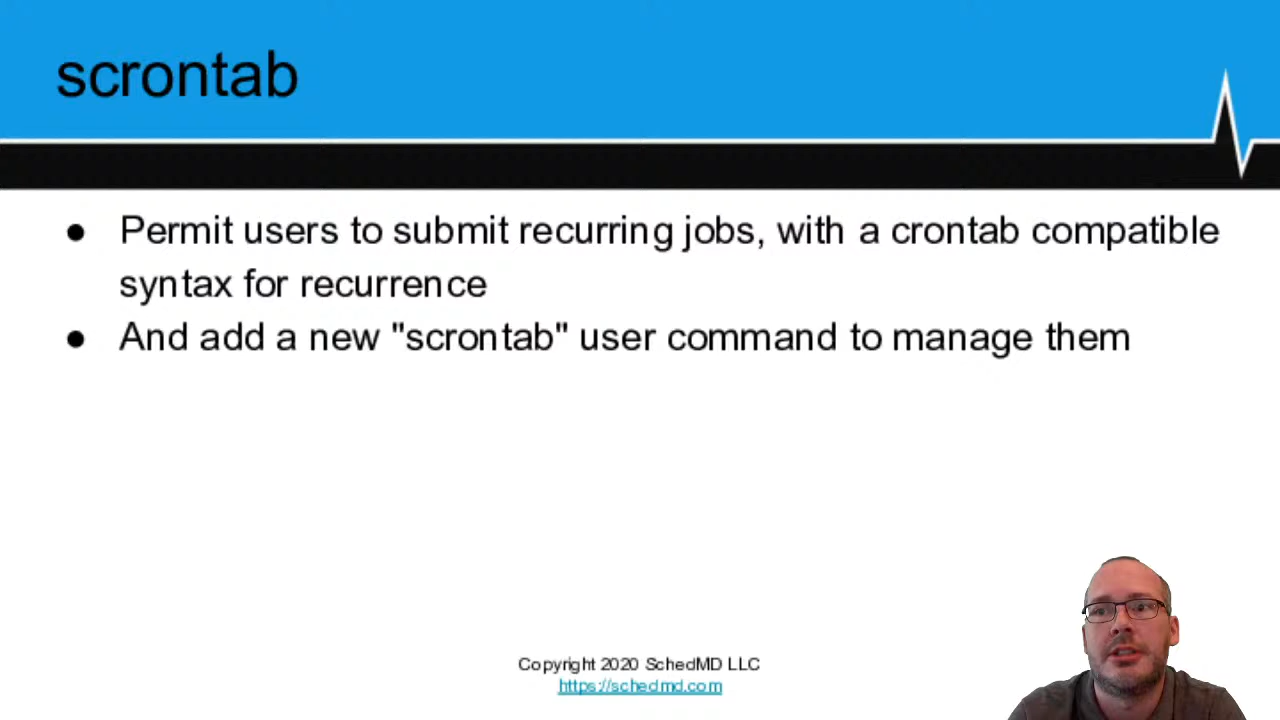 scrontab
● Permit users to submit recurring jobs, with a crontab compatible
syntax for recurrence
● And add a new "scrontab" user command to manage them
Copyright 2020 SchedMD LLC
https://schedmd.com